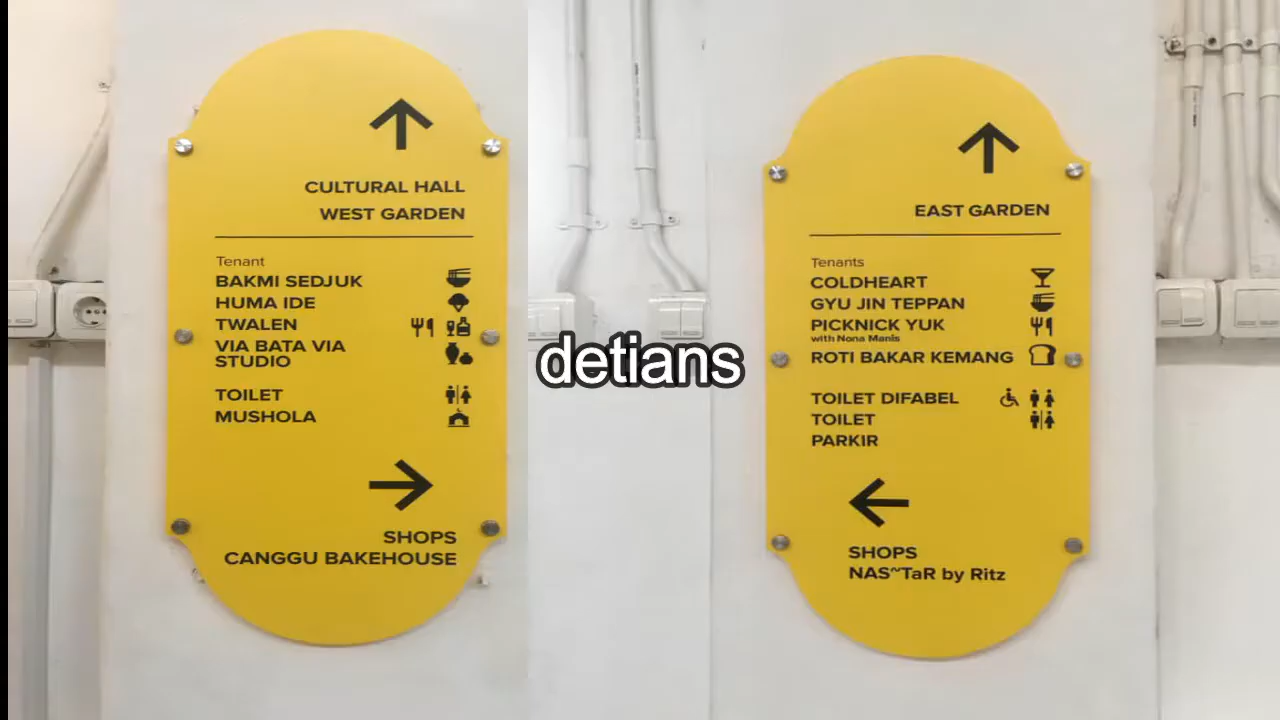 CULTURAL HALL
WEST GARDEN
Tenant
BAKMI SEDJUK
HUMA IDE
TWALEN
VIA BATA VIA
STUDIO
TOILET
MUSHOLA
SHOPS
CANGGU BAKEHOUSE
detians
EAST GARDEN
Tenants
COLDHEART
GYU JIN TEPPAN
PICKNICK YUK
with Nona Manis
ROTI BAKAR KEMANG
TOILET DIFABEL
TOILET
PARKIR
SHOPS
NAS~TaR by Ritz